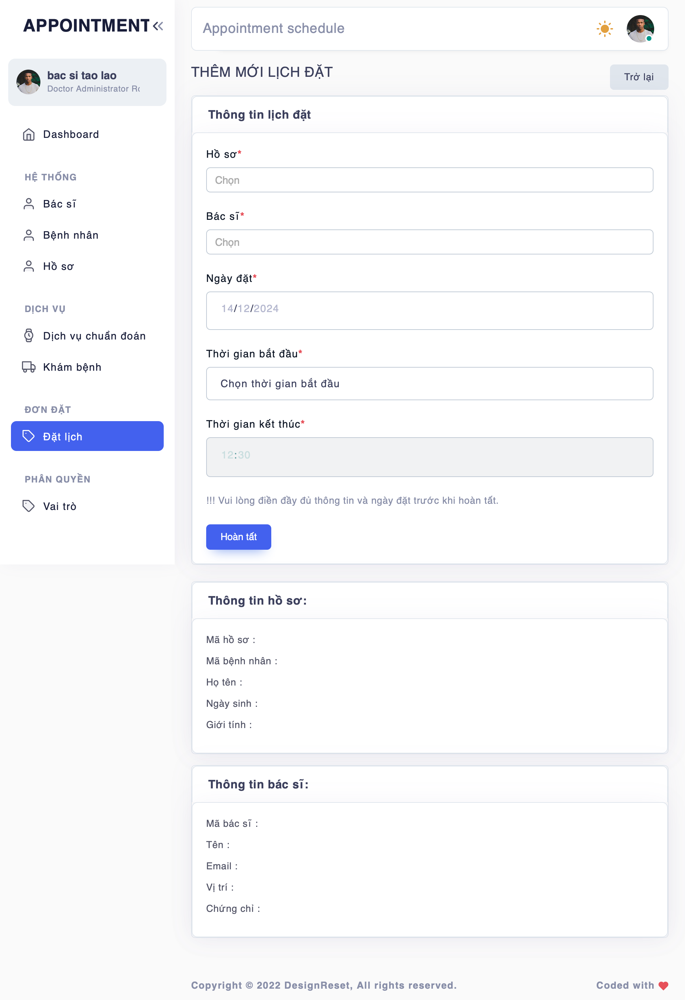 APPOINTMENT
bac si tao lao
Doctor Administrator
Dashboard
HỆ THỐNG
Bác sĩ
Bệnh nhân
Hồ sơ
DỊCH VỤ
Dịch vụ chuẩn đoán
Khám bệnh
ĐƠN ĐẶT
Đặt lịch
PHÂN QUYỀN
Vai trò
Appointment schedule
THÊM MỚI LỊCH ĐẶT
Trở lại
Thông tin lịch đặt
Hồ sơ*
Chọn
Bác sĩ*
Chọn
Ngày đặt*
14/12/2024
Thời gian bắt đầu*
Chọn thời gian bắt đầu
Thời gian kết thúc*
12:30
!!! Vui lòng điền đầy đủ thông tin và ngày đặt trước khi hoàn tất.
Hoàn tất
Thông tin hồ sơ:
Mã hồ sơ :
Mã bệnh nhân :
Họ tên :
Ngày sinh :
Giới tính :
Thông tin bác sĩ:
Mã bác sĩ :
Tên :
Email :
Vị trí :
Chứng chỉ :
Copyright © 2022 DesignReset, All rights reserved.
Coded with